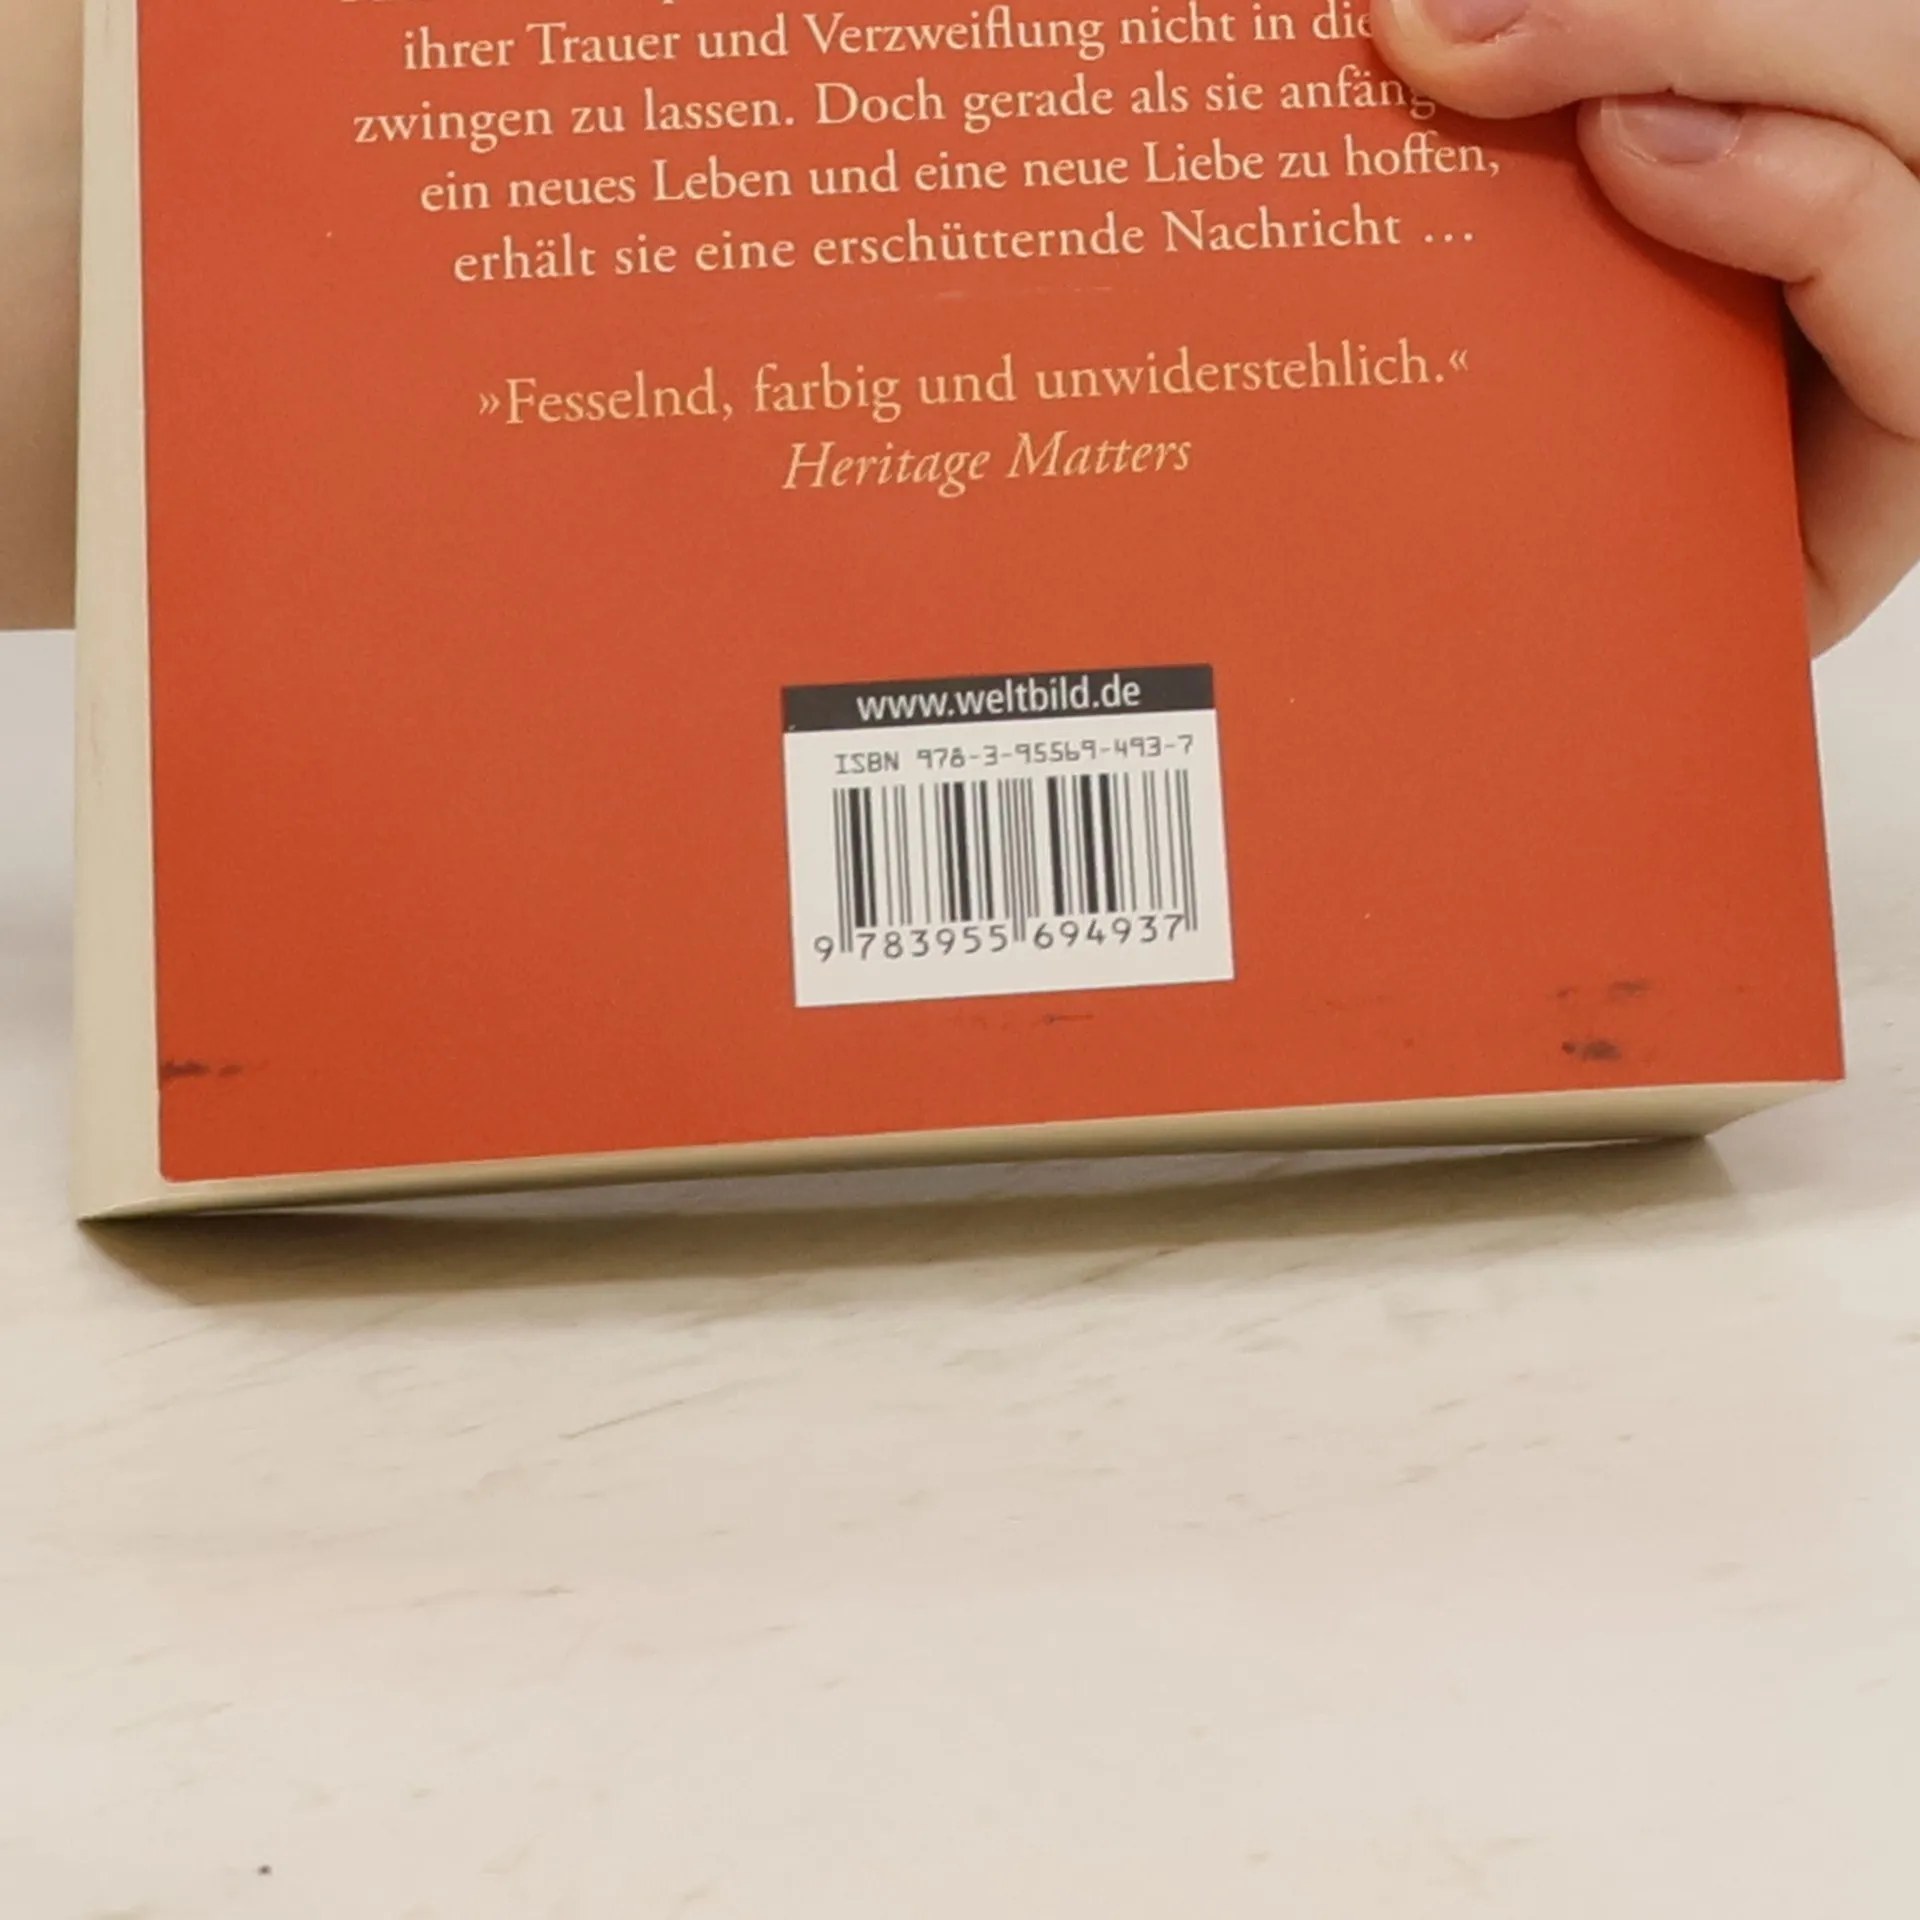 ihrer Trauer und Verzweiflung nicht in die
zwingen zu lassen. Doch gerade als sie
ein neues Leben und eine neue Liebe zu hoffen,
erhält sie eine erschütternde Nachricht …
»Fesselnd, farbig und unwiderstehlich.«
Heritage Matters
www.weltbild.de
ISBN 978-3-95569-493-7
9 783955 694937